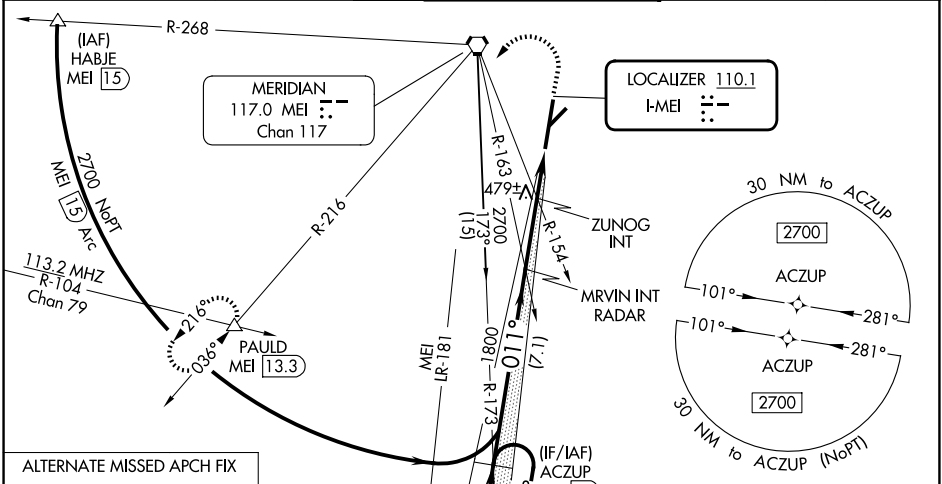 R-268
(IAF)
HABJE
MEI 15
MERIDIAN
117.0 MEI
Chan 117
LOCALIZER 110.1
I-MEI
2700 NoPT
MEI 15 Arc
R-216
R-163
479±
2700
173°
(15)
R-154
ZUNOG
INT
MRVIN INT
RADAR
113.2 MHZ
R-104
Chan 79
216°
036°
PAULD
MEI 13.3
MEI
LR-181
1800
R-173
011°
(7.1)
30 NM to ACZUP
2700
ACZUP
101°
281°
101°
281°
ACZUP
2700
30 NM to ACZUP (NoPT)
(IF/IAF)
ACZUP
ALTERNATE MISSED APCH FIX